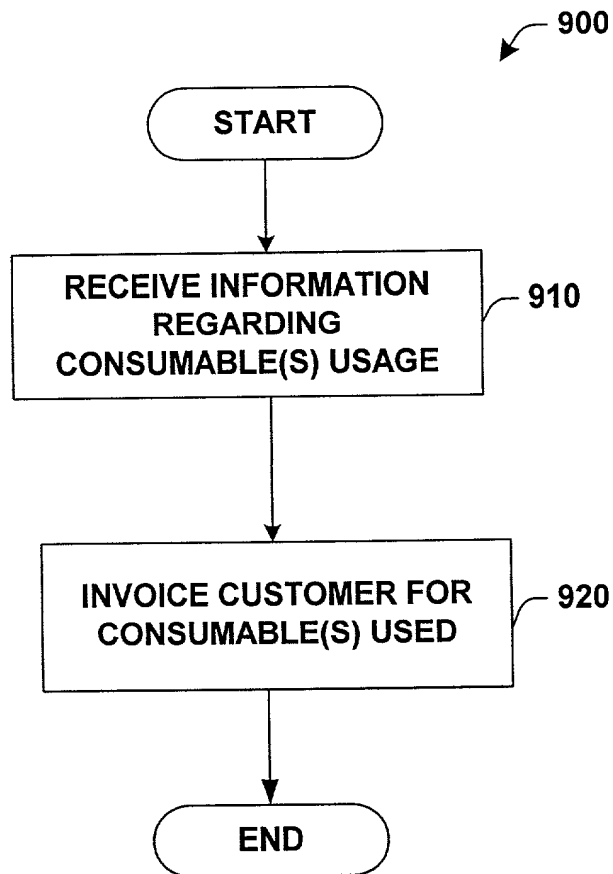 900
START
RECEIVE INFORMATION
REGARDING
CONSUMABLE(S) USAGE
910
INVOICE CUSTOMER FOR
CONSUMABLE(S) USED
920
END